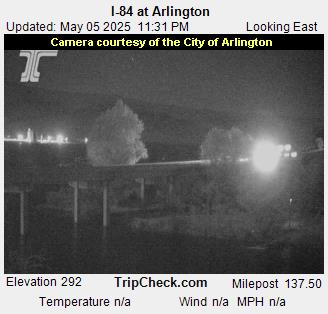 I-84 at Arlington
Updated: May 05 2025 11:31 PM Looking East
Camera courtesy of the City of Arlington
Elevation 292 TripCheck.com Milepost 137.50
Temperature n/a Wind n/a MPH n/a